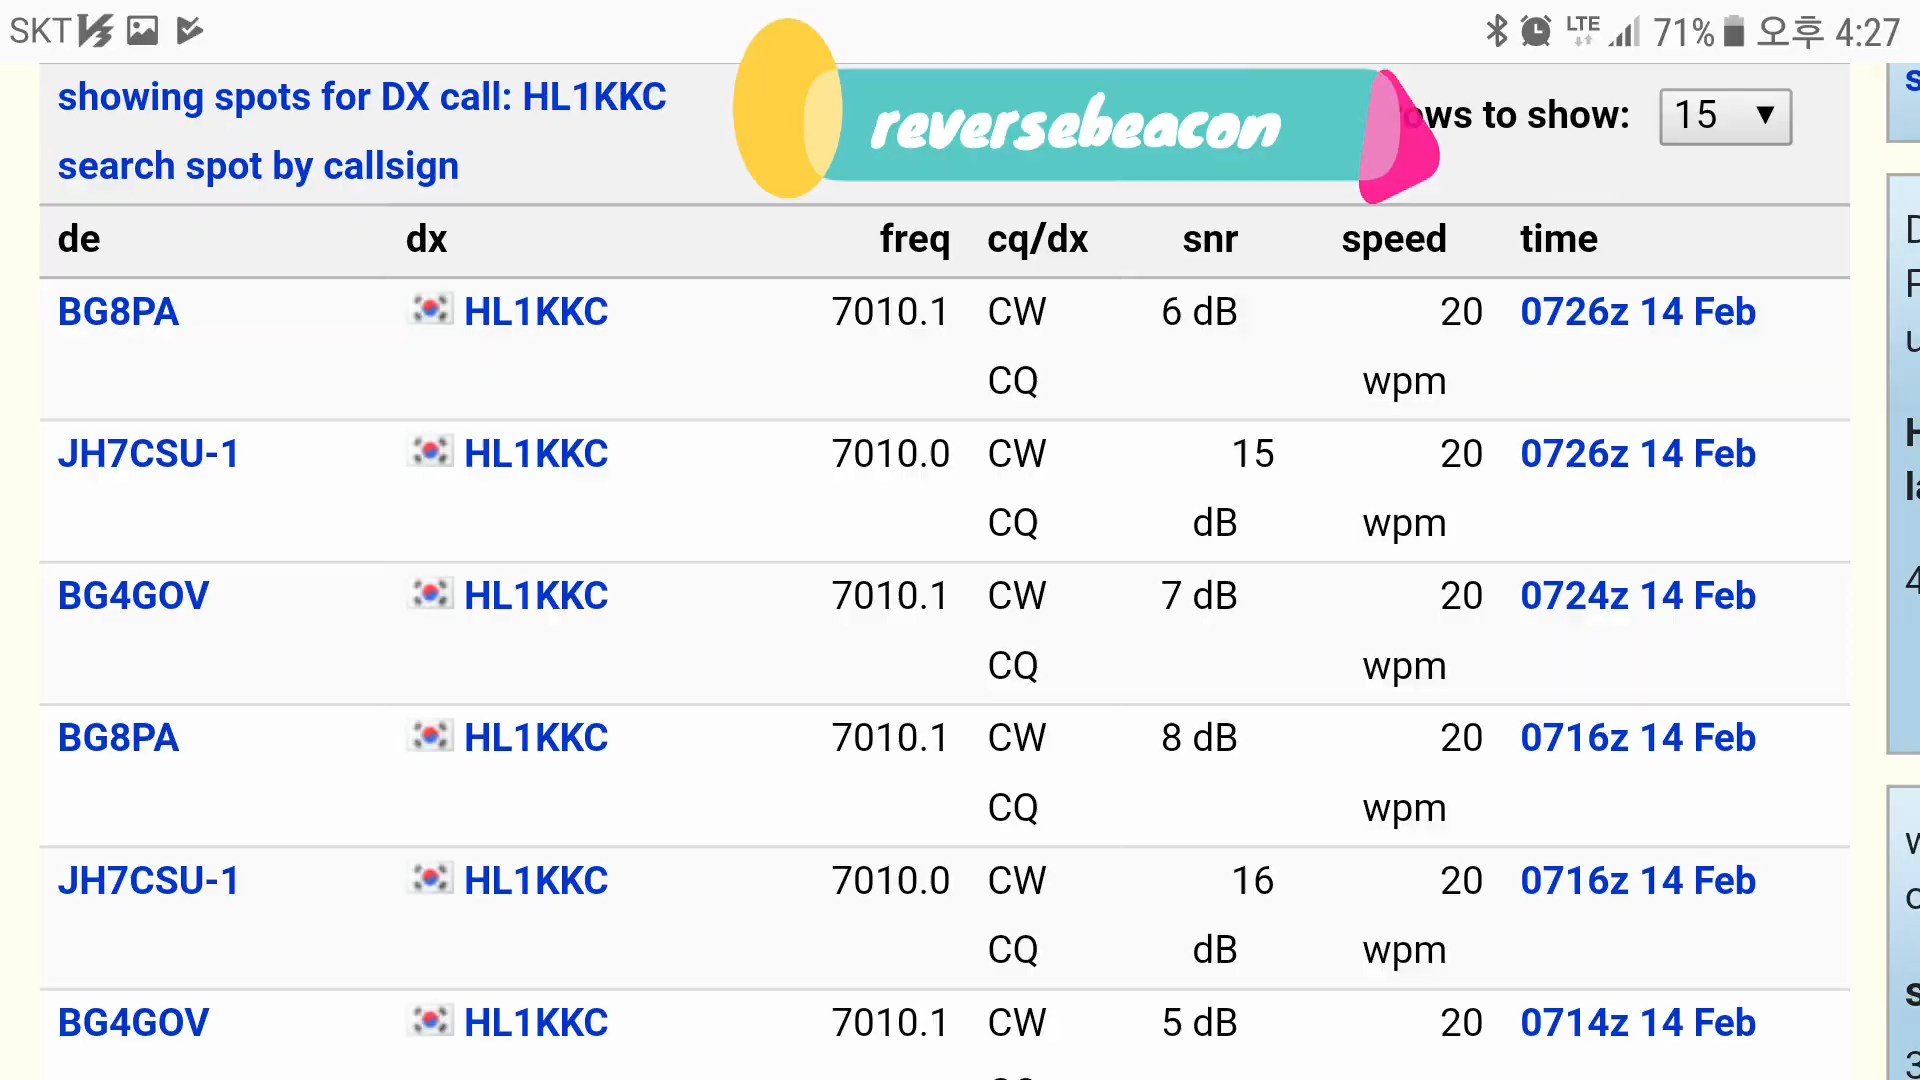 SKT 71% 오후 4:27
LTE
showing spots for DX call: HL1KKC
reversebeacon
ows to show: 15
search spot by callsign
de dx freq cq/dx snr speed time
BG8PA HL1KKC 7010.1 CW 6 dB 20 0726z 14 Feb
CQ wpm
JH7CSU-1 HL1KKC 7010.0 CW 15 20 0726z 14 Feb
CQ dB wpm
BG4GOV HL1KKC 7010.1 CW 7 dB 20 0724z 14 Feb
CQ wpm
BG8PA HL1KKC 7010.1 CW 8 dB 20 0716z 14 Feb
CQ wpm
JH7CSU-1 HL1KKC 7010.0 CW 16 20 0716z 14 Feb
CQ dB wpm
BG4GOV HL1KKC 7010.1 CW 5 dB 20 0714z 14 Feb